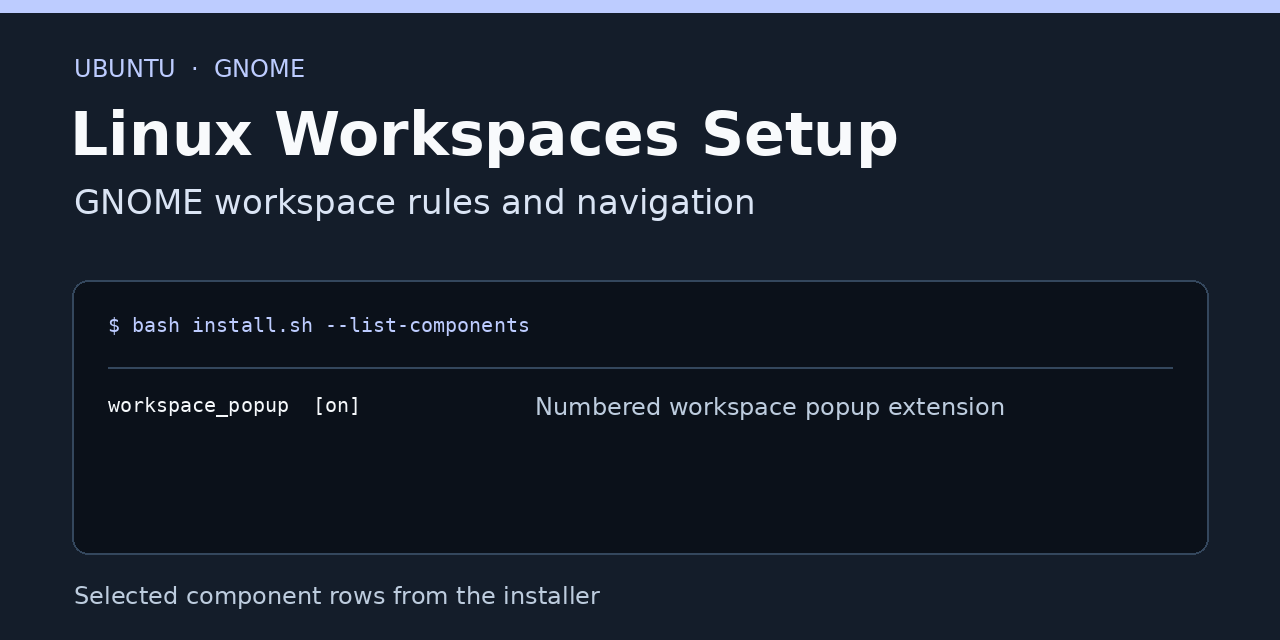 UBUNTU · GNOME
Linux Workspaces Setup
GNOME workspace rules and navigation
$ bash install.sh --list-components
workspace_popup [on] Numbered workspace popup extension
Selected component rows from the installer